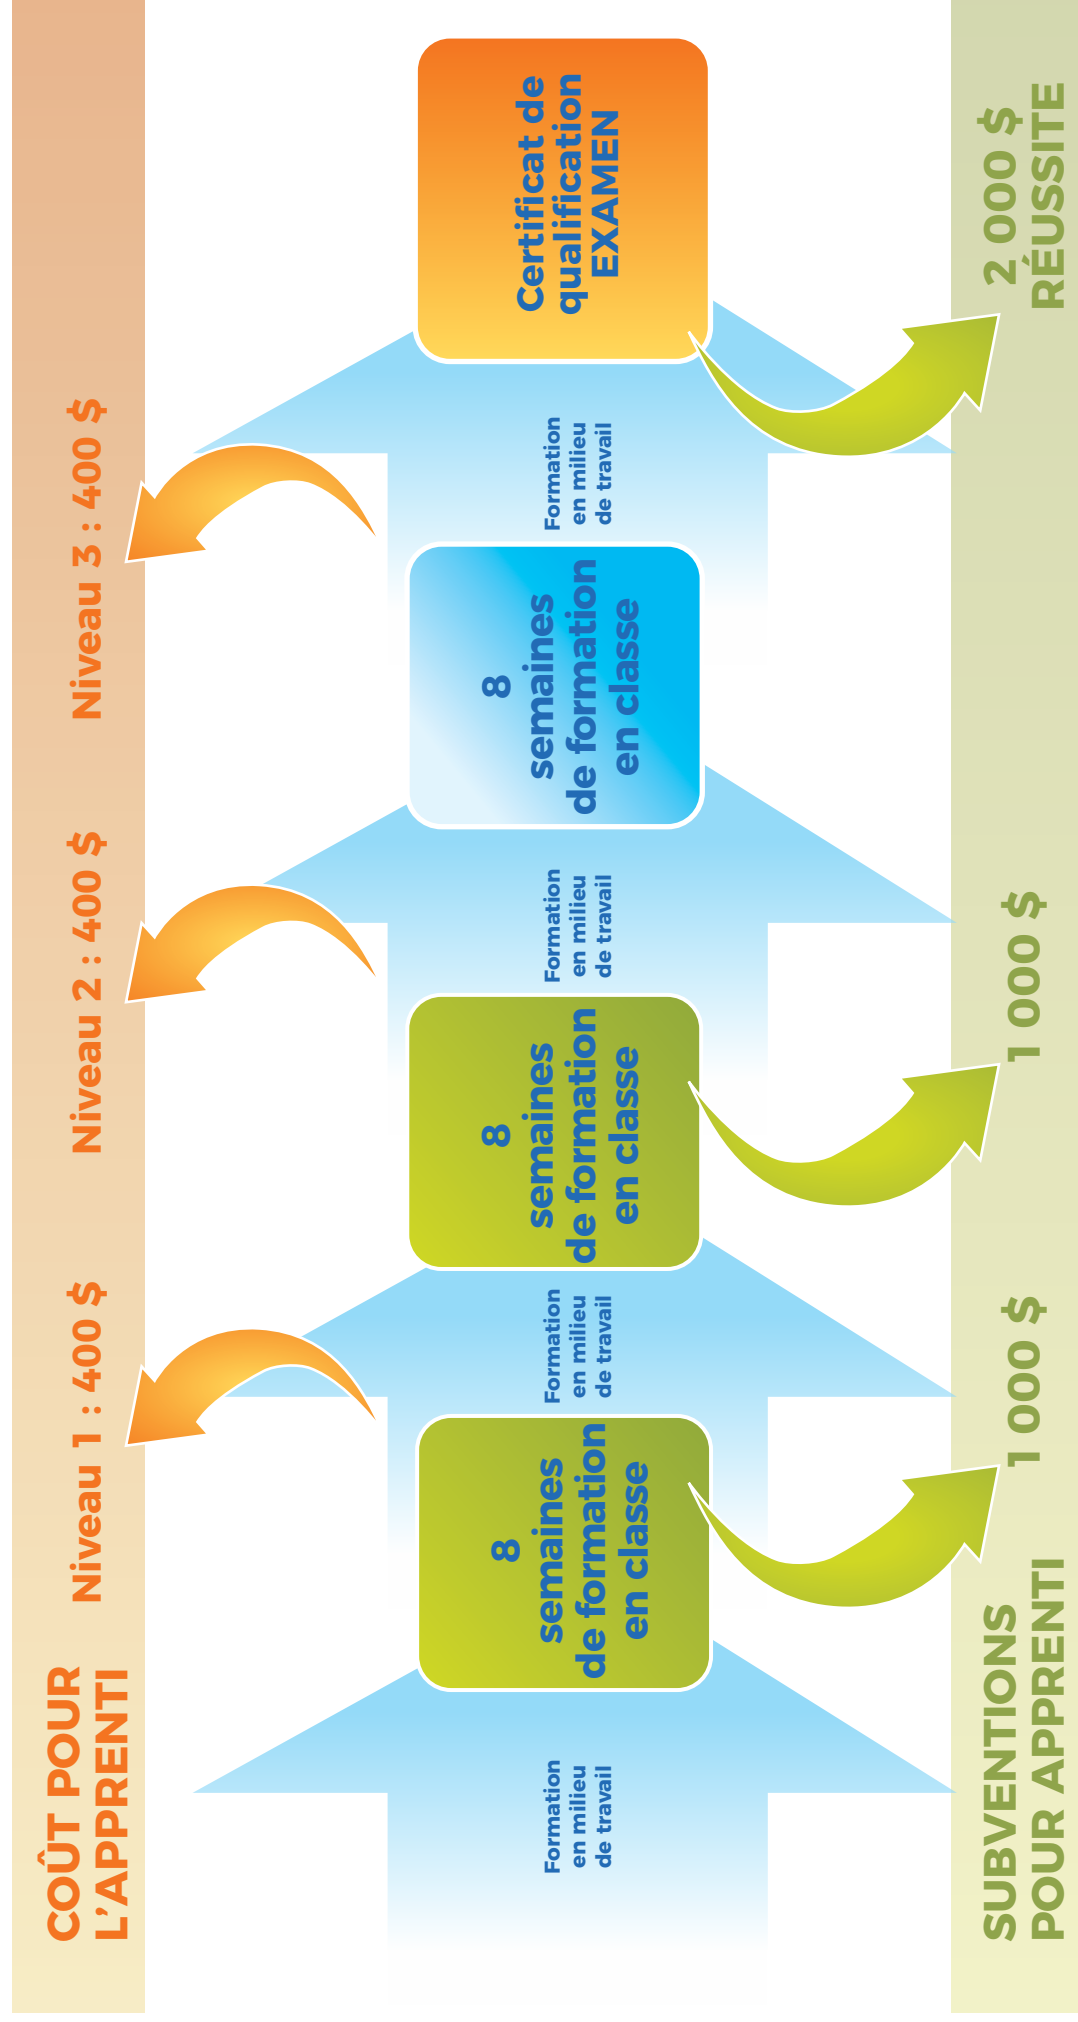 COÛT POUR
L’APPRENTI
Niveau 1 : 400 $
Niveau 2 : 400 $
Niveau 3 : 400 $
Formation
en milieu
de travail
8
semaines
de formation
en classe
Formation
en milieu
de travail
8
semaines
de formation
en classe
Formation
en milieu
de travail
8
semaines
de formation
en classe
Formation
en milieu
de travail
Certificat de
qualification
EXAMEN
SUBVENTIONS
POUR APPRENTI
1 000 $
1 000 $
2 000 $
RÉUSSITE